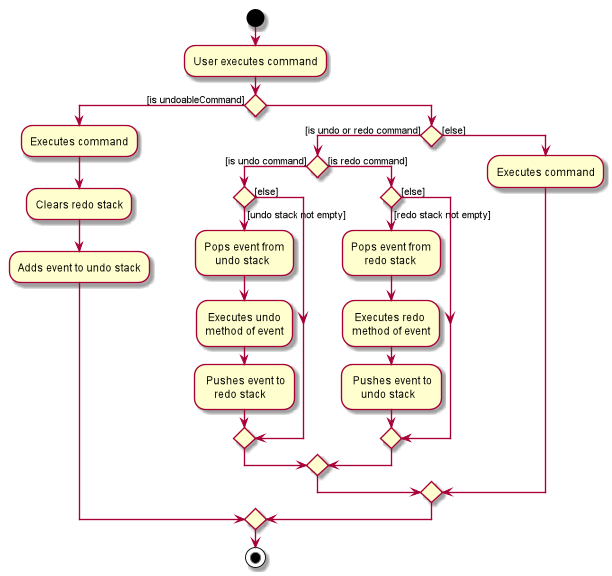 User executes command
[is undoableCommand]
Executes command
Clears redo stack
Adds event to undo stack
[is undo or redo command]
[else]
[is undo command]
[is redo command]
[else]
[undo stack not empty]
Pops event from
undo stack
Executes undo
method of event
Pushes event to
redo stack
[else]
[redo stack not empty]
Pops event from
redo stack
Executes redo
method of event
Pushes event to
undo stack
Executes command